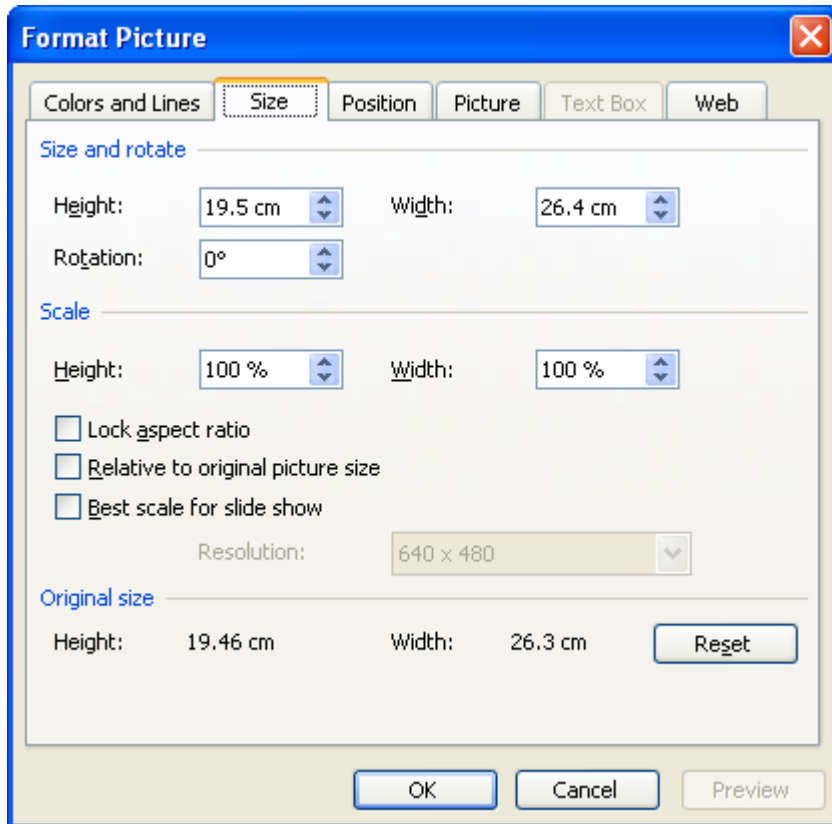 Format Picture
Colors and Lines Size Position Picture Text Box Web
Size and rotate
Height: 19.5 cm Width: 26.4 cm
Rotation: 0°
Scale
Height: 100 % Width: 100 %
Lock aspect ratio
Relative to original picture size
Best scale for slide show
Resolution: 640 x 480
Original size
Height: 19.46 cm Width: 26.3 cm Reset
OK Cancel Preview